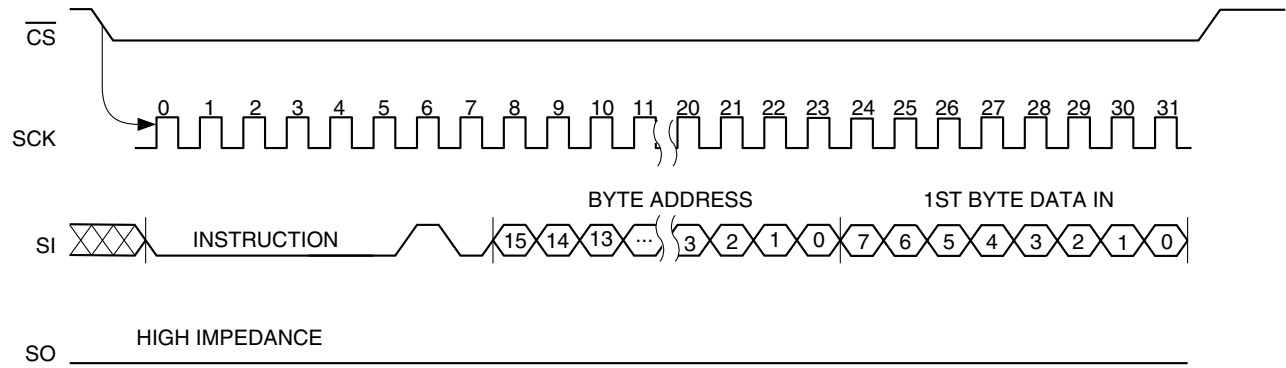 CS
0 1 2 3 4 5 6 7 8 9 10 11 20 21 22 23 24 25 26 27 28 29 30 31
SCK
BYTE ADDRESS 1ST BYTE DATA IN
SI INSTRUCTION 15 14 13 ... 3 2 1 0 7 6 5 4 3 2 1 0
HIGH IMPEDANCE
SO